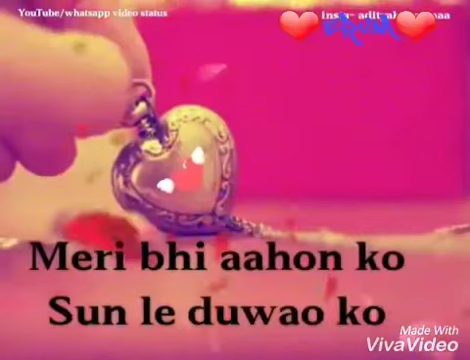 YouTube/whatsapp video status
Meri bhi aahon ko
Sun le duwao ko
Made With
VivaVideo